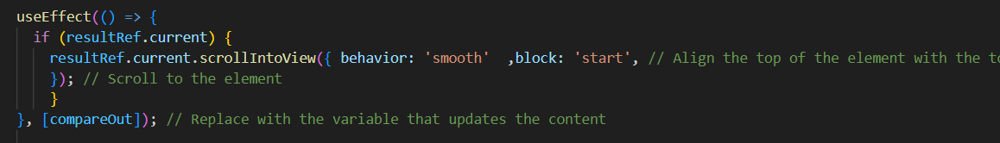 useEffect(() => {
if (resultRef.current) {
resultRef.current.scrollIntoView({ behavior: 'smooth'  ,block: 'start', // Align the top of the element with the
}); // Scroll to the element
}
}, [compareOut]); // Replace with the variable that updates the content